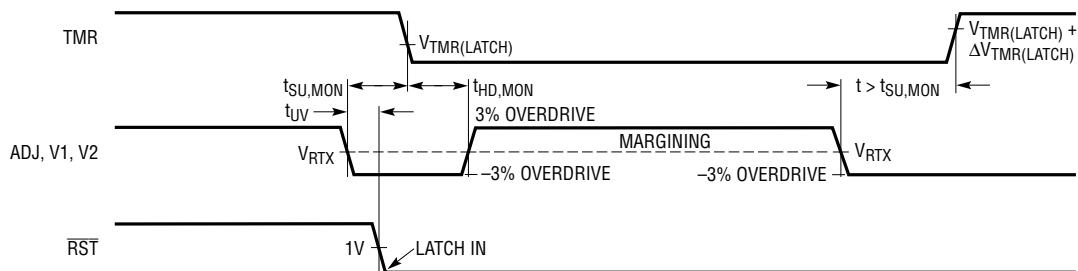 TMR
VTMR(LATCH)
VTMR(LATCH) +
ΔVTMR(LATCH)
tSU,MON
tHD,MON
t > tSU,MON
tUV
3% OVERDRIVE
ADJ, V1, V2
VRTX
MARGINING
VRTX
–3% OVERDRIVE
–3% OVERDRIVE
RST
1V
LATCH IN